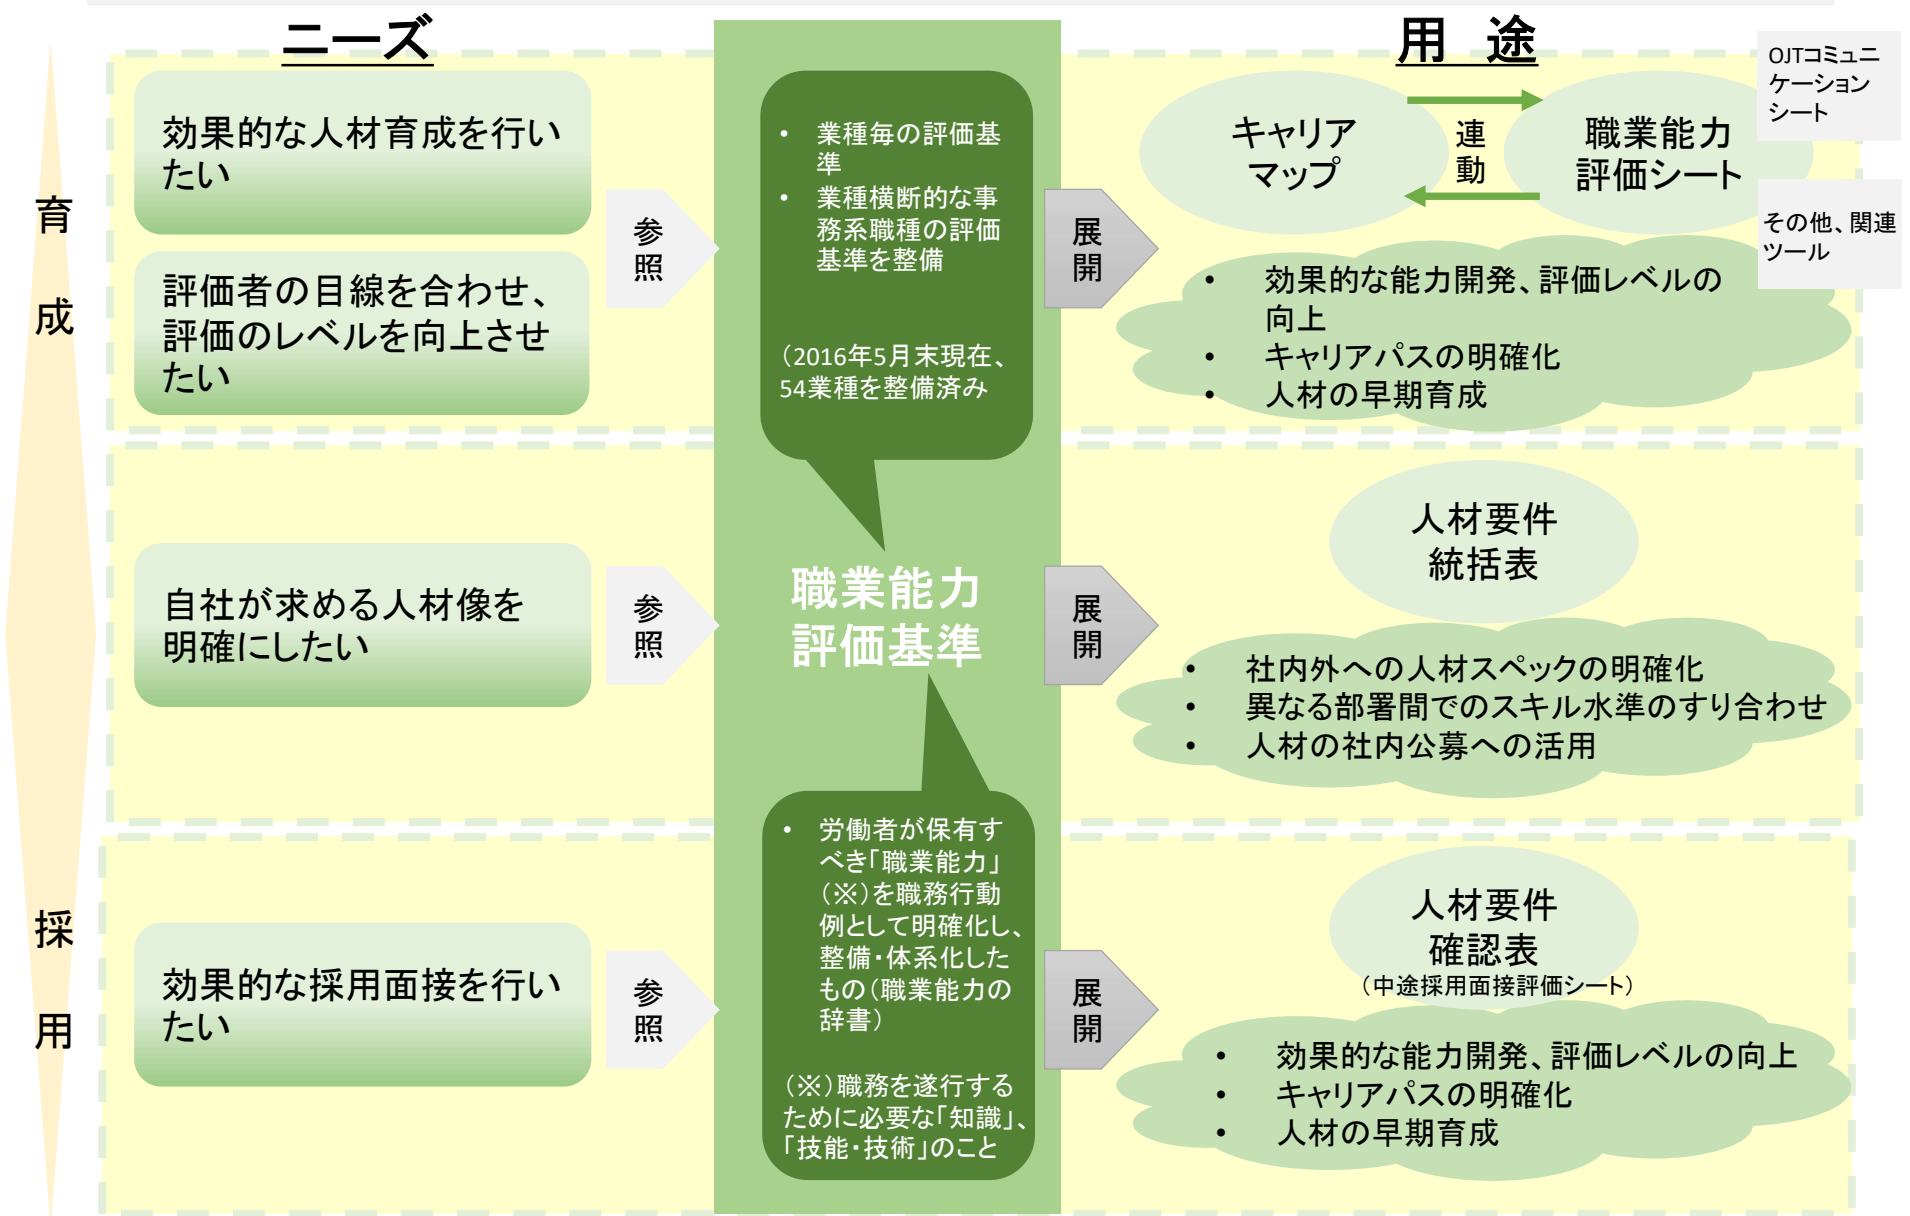 ニーズ
用　途
育
成
採
用
効果的な人材育成を行い
たい
評価者の目線を合わせ、
評価のレベルを向上させ
たい
参
照
• 業種毎の評価基
準
• 業種横断的な事
務系職種の評価
基準を整備
（2016年5月末現在、
54業種を整備済み
展
開
キャリア
マップ
連
動
職業能力
評価シート
OJTコミュニ
ケーション
シート
その他、関連
ツール
• 効果的な能力開発、評価レベルの
向上
• キャリアパスの明確化
• 人材の早期育成
自社が求める人材像を
明確にしたい
参
照
職業能力
評価基準
展
開
人材要件
統括表
• 社内外への人材スペックの明確化
• 異なる部署間でのスキル水準のすり合わせ
• 人材の社内公募への活用
効果的な採用面接を行い
たい
参
照
• 労働者が保有す
べき「職業能力」
（※）を職務行動
例として明確化し、
整備・体系化した
もの（職業能力の
辞書）
（※）職務を遂行する
ために必要な「知識」、
「技能・技術」のこと
展
開
人材要件
確認表
（中途採用面接評価シート）
• 効果的な能力開発、評価レベルの向上
• キャリアパスの明確化
• 人材の早期育成